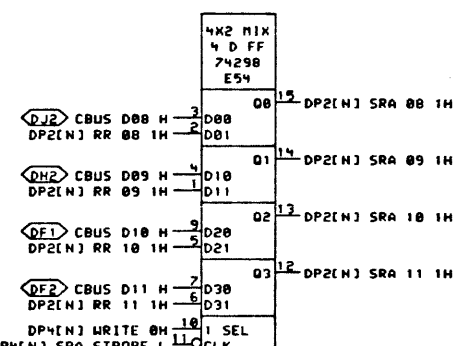 4X2 MIX
4 D FF
74298
E54
Q0 15 DP2[N] SRA 08 1H
DJ2 CBUS D08 H 3 D00
DP2[N] RR 08 1H 2 D01
Q1 14 DP2[N] SRA 09 1H
DH2 CBUS D09 H 4 D10
DP2[N] RR 09 1H 1 D11
Q2 13 DP2[N] SRA 10 1H
DF1 CBUS D10 H 9 D20
DP2[N] RR 10 1H 5 D21
Q3 12 DP2[N] SRA 11 1H
DF2 CBUS D11 H 7 D30
DP2[N] RR 11 1H 6 D31
DP4[N] WRITE 0H 10 1 SEL
SRA STROBE L 11 CLK